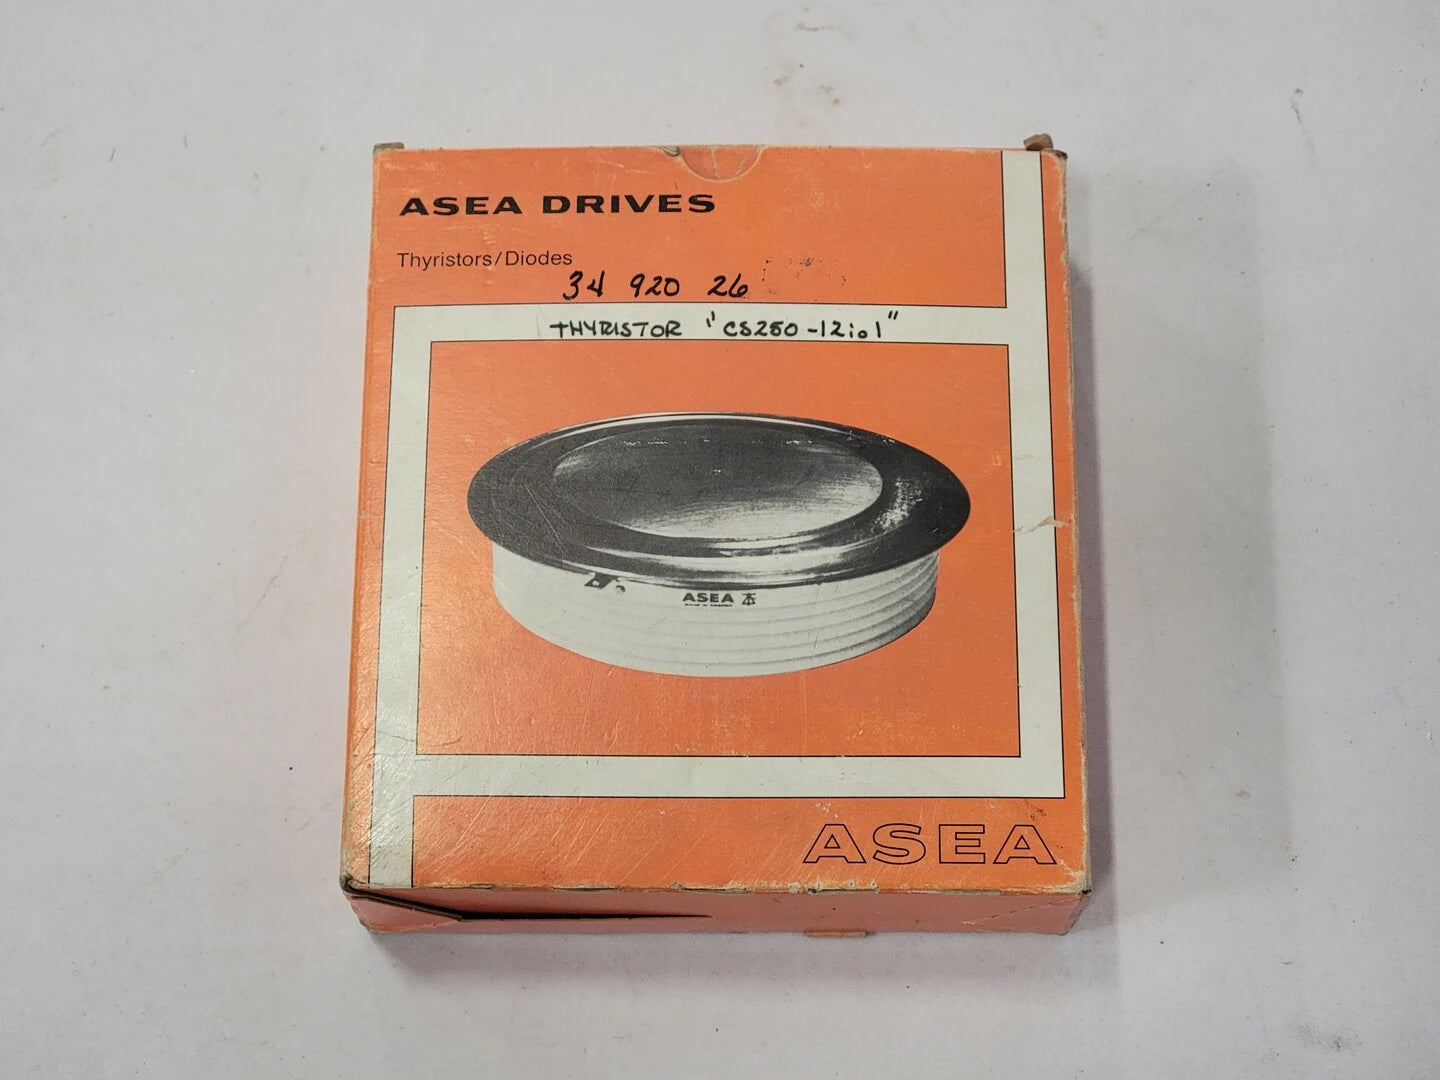 ASEA DRIVES
Thyristors/Diodes
34 920 26
THYRISTOR "CS250-12io1"
ASEA
ASEA